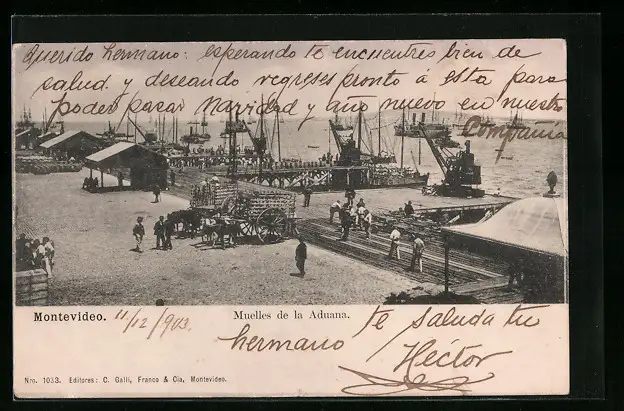 Querido hermano: esperando te encuentres bien de
salud. y deseando regreses pronto á esta para
poder pasar Navidad y año nuevo en nuestra
Compania
Montevideo. 11/12/903.
Muelles de la Aduana.
te saluda tu
hermano
Héctor
Nro. 1033. Editores: C. Galli, Franco & Cia, Montevideo.